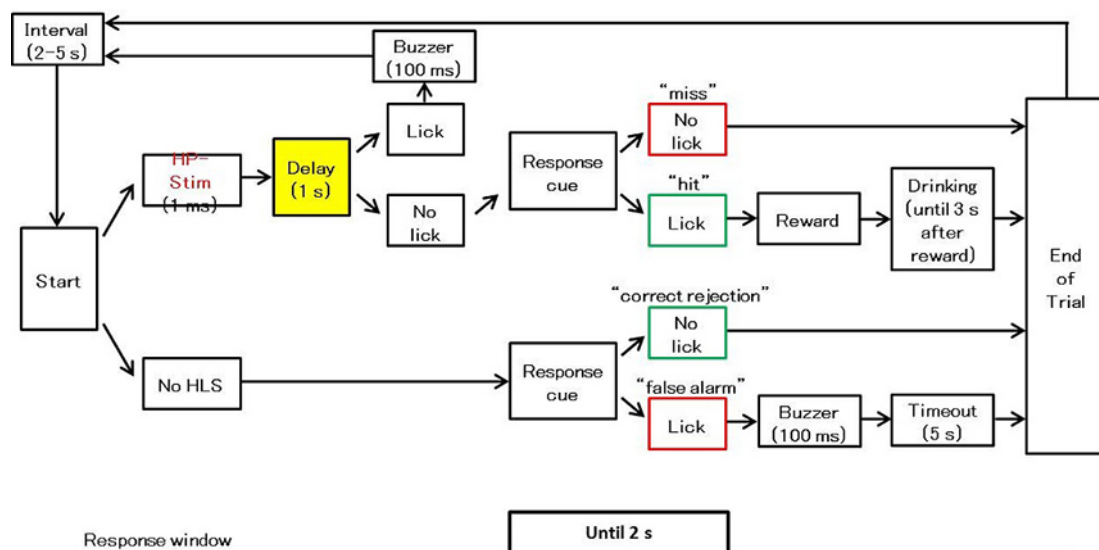 Interval
(2-5 s)
Buzzer
(100 ms)
Lick
HP-
Stim
(1 ms)
Delay
(1 s)
No
lick
Start
Response
cue
"miss"
No
lick
"hit"
Lick
Reward
Drinking
(until 3 s
after
reward)
End
of
Trial
No HLS
Response
cue
"correct rejection"
No
lick
"false alarm"
Lick
Buzzer
(100 ms)
Timeout
(5 s)
Response window
Until 2 s